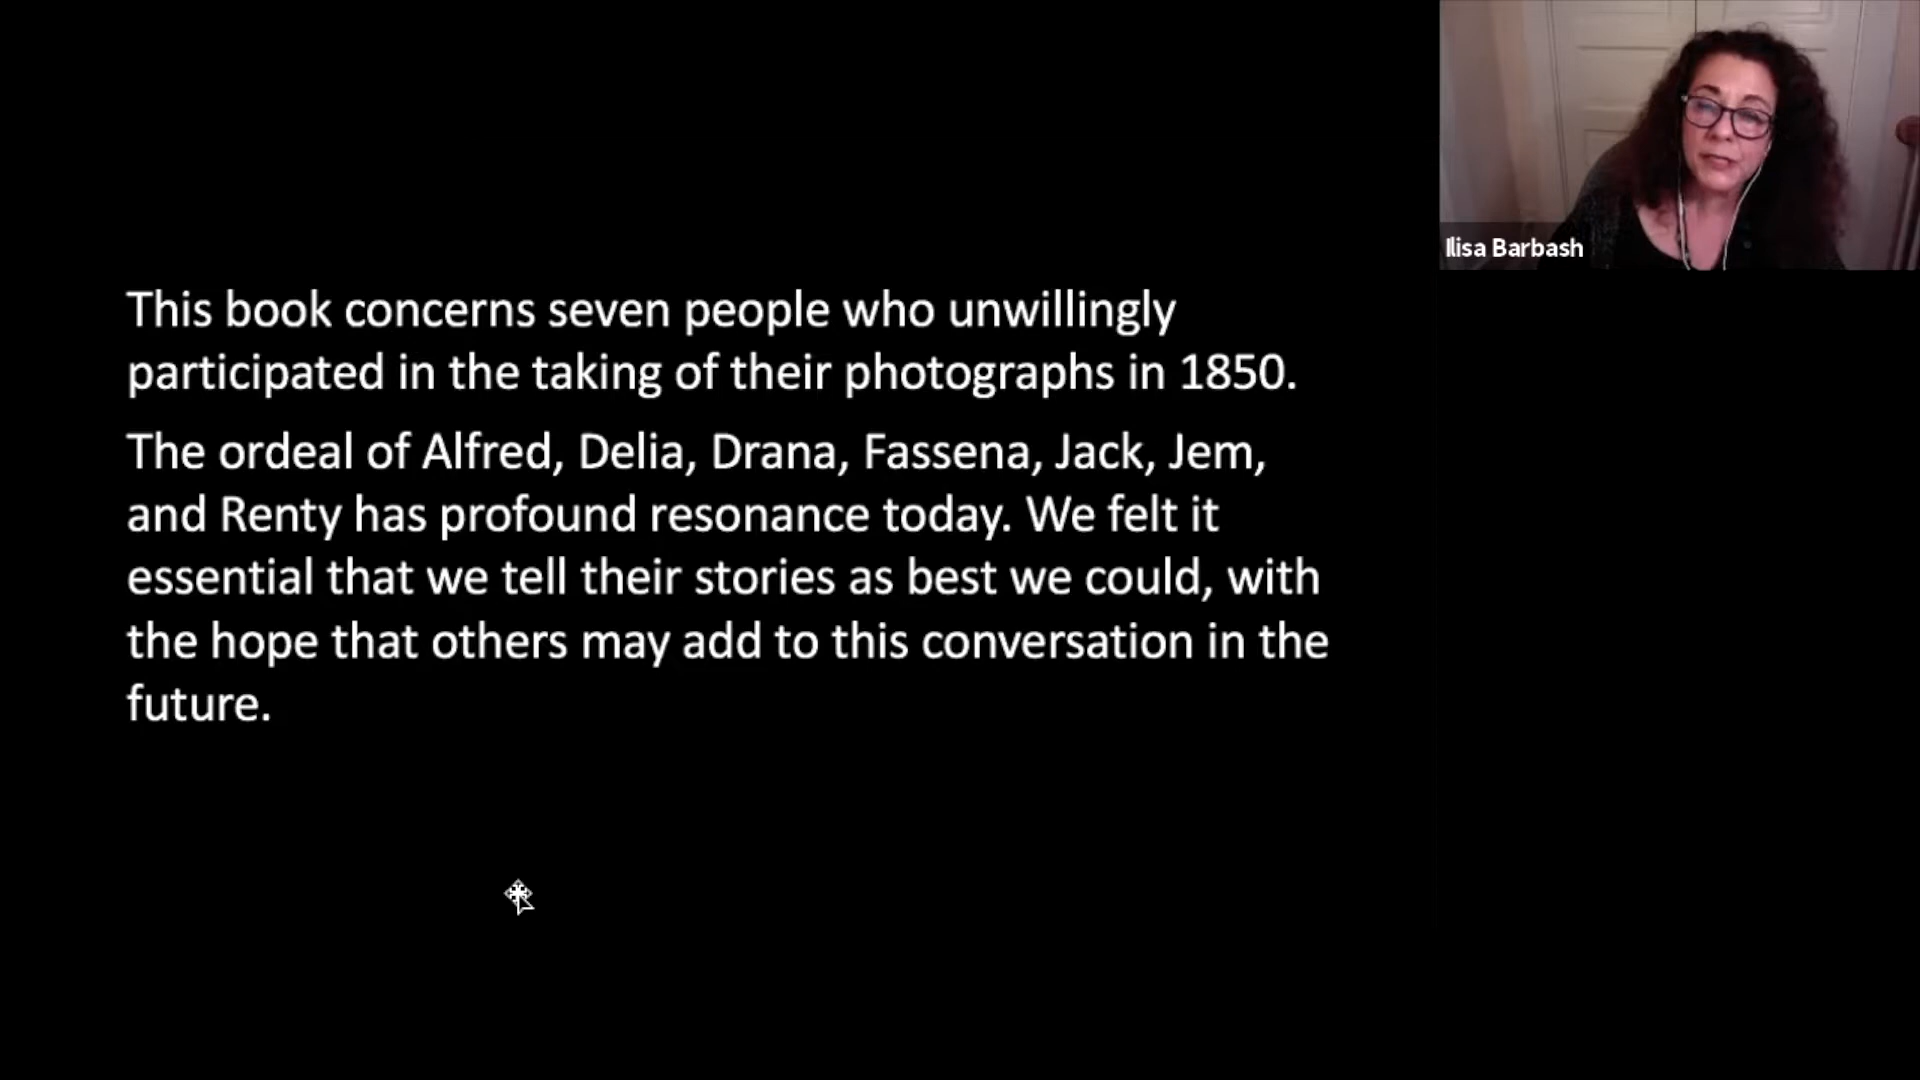 Ilisa Barbash
This book concerns seven people who unwillingly
participated in the taking of their photographs in 1850.
The ordeal of Alfred, Delia, Drana, Fassena, Jack, Jem,
and Renty has profound resonance today. We felt it
essential that we tell their stories as best we could, with
the hope that others may add to this conversation in the
future.